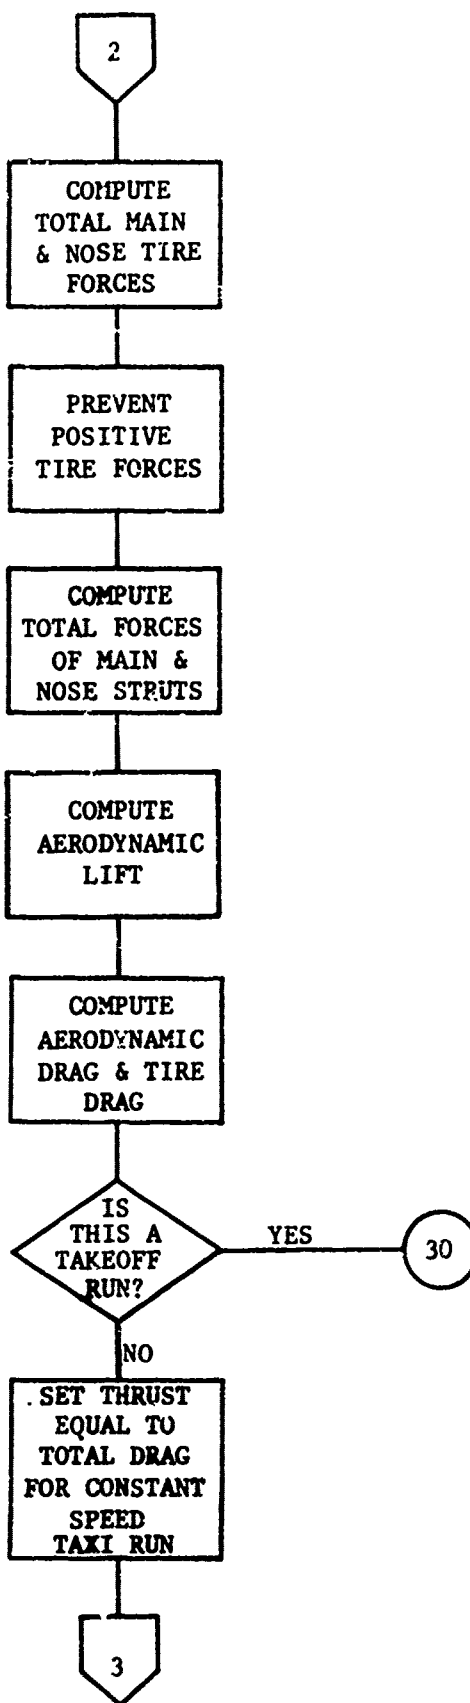 2
COMPUTE
TOTAL MAIN
& NOSE TIRE
FORCES
PREVENT
POSITIVE
TIRE FORCES
COMPUTE
TOTAL FORCES
OF MAIN &
NOSE STRUTS
COMPUTE
AERODYNAMIC
LIFT
COMPUTE
AERODYNAMIC
DRAG & TIRE
DRAG
IS
THIS A
TAKEOFF
RUN?
YES
30
NO
SET THRUST
EQUAL TO
TOTAL DRAG
FOR CONSTANT
SPEED
TAXI RUN
3